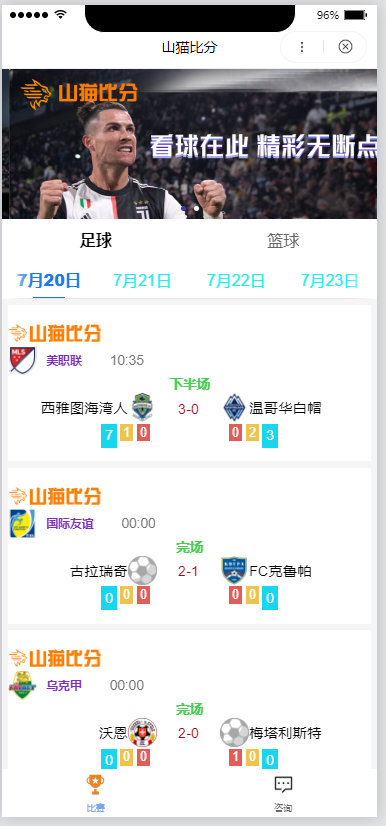 96%
山猫比分
山猫比分
看球在此 精彩无断点
足球 篮球
7月20日 7月21日 7月22日 7月23日
山猫比分
MLS 美职联 10:35
下半场
西雅图海湾人 3-0 温哥华白帽
7 1 0 0 2 3
山猫比分
国际友谊 00:00
完场
古拉瑞奇 2-1 FC克鲁帕
0 0 0 0 0 0
山猫比分
乌克甲 00:00
完场
沃恩 2-0 梅塔利斯特
0 0 0 1 0 0
比赛 咨询